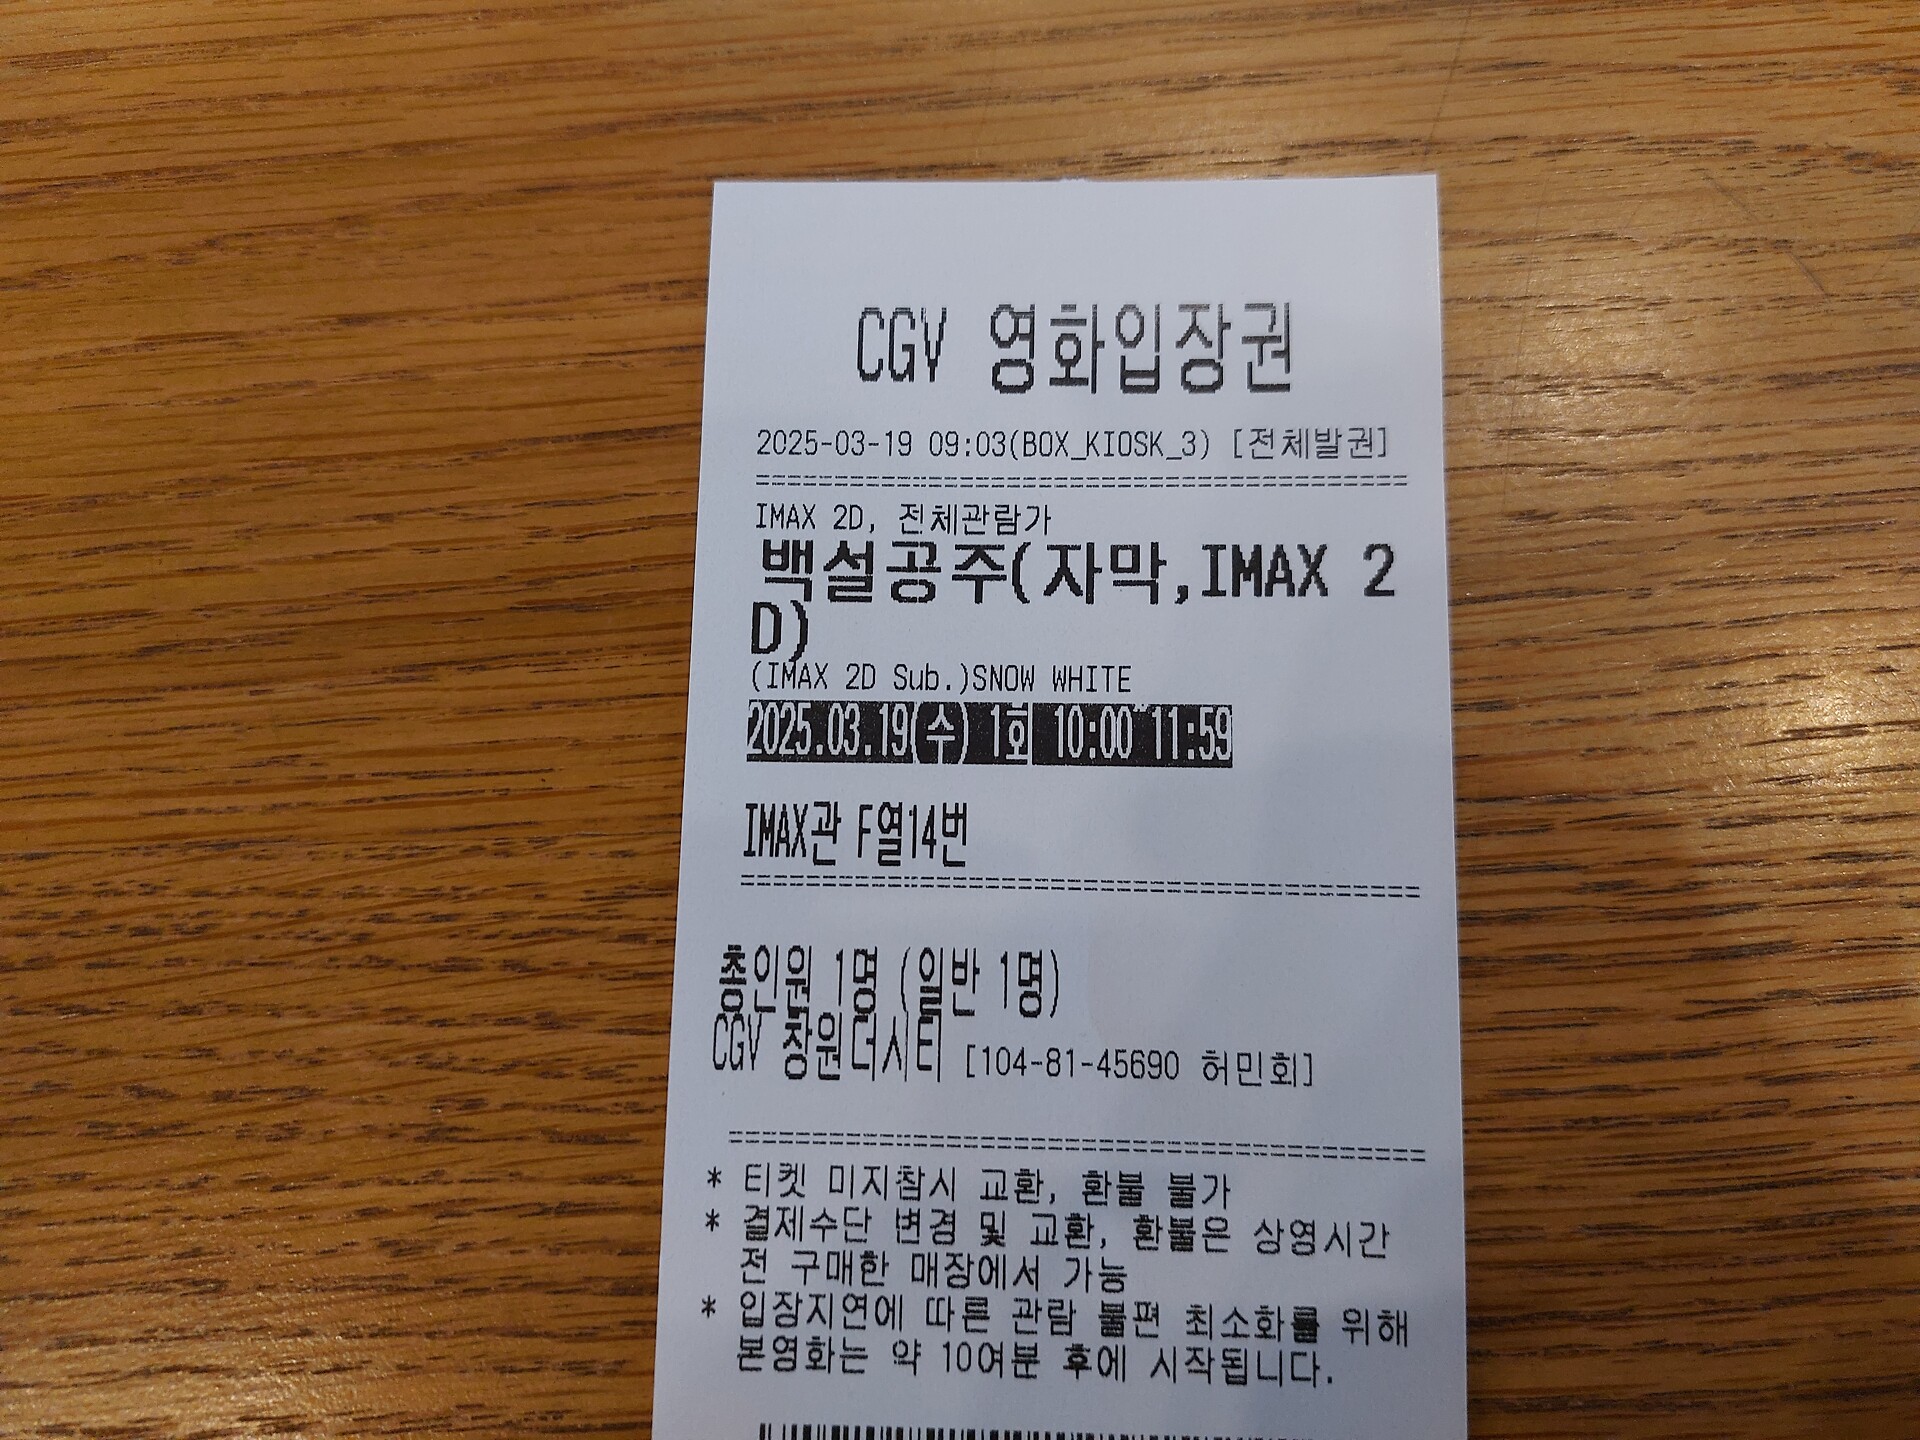 CGV 영화입장권
2025-03-19 09:03(BOX_KIOSK_3) [전체발권]
================================================
IMAX 2D, 전체관람가
백설공주(자막,IMAX 2
D)
(IMAX 2D Sub.)SNOW WHITE
2025.03.19(수) 1회 10:00~11:59
IMAX관 F열14번
================================================
총인원 1명 (일반 1명)
CGV 창원더시티 [104-81-45690 허민회]
================================================
* 티켓 미지참시 교환, 환불 불가
* 결제수단 변경 및 교환, 환불은 상영시간
전 구매한 매장에서 가능
* 입장지연에 따른 관람 불편 최소화를 위해
본영화는 약 10여분 후에 시작됩니다.